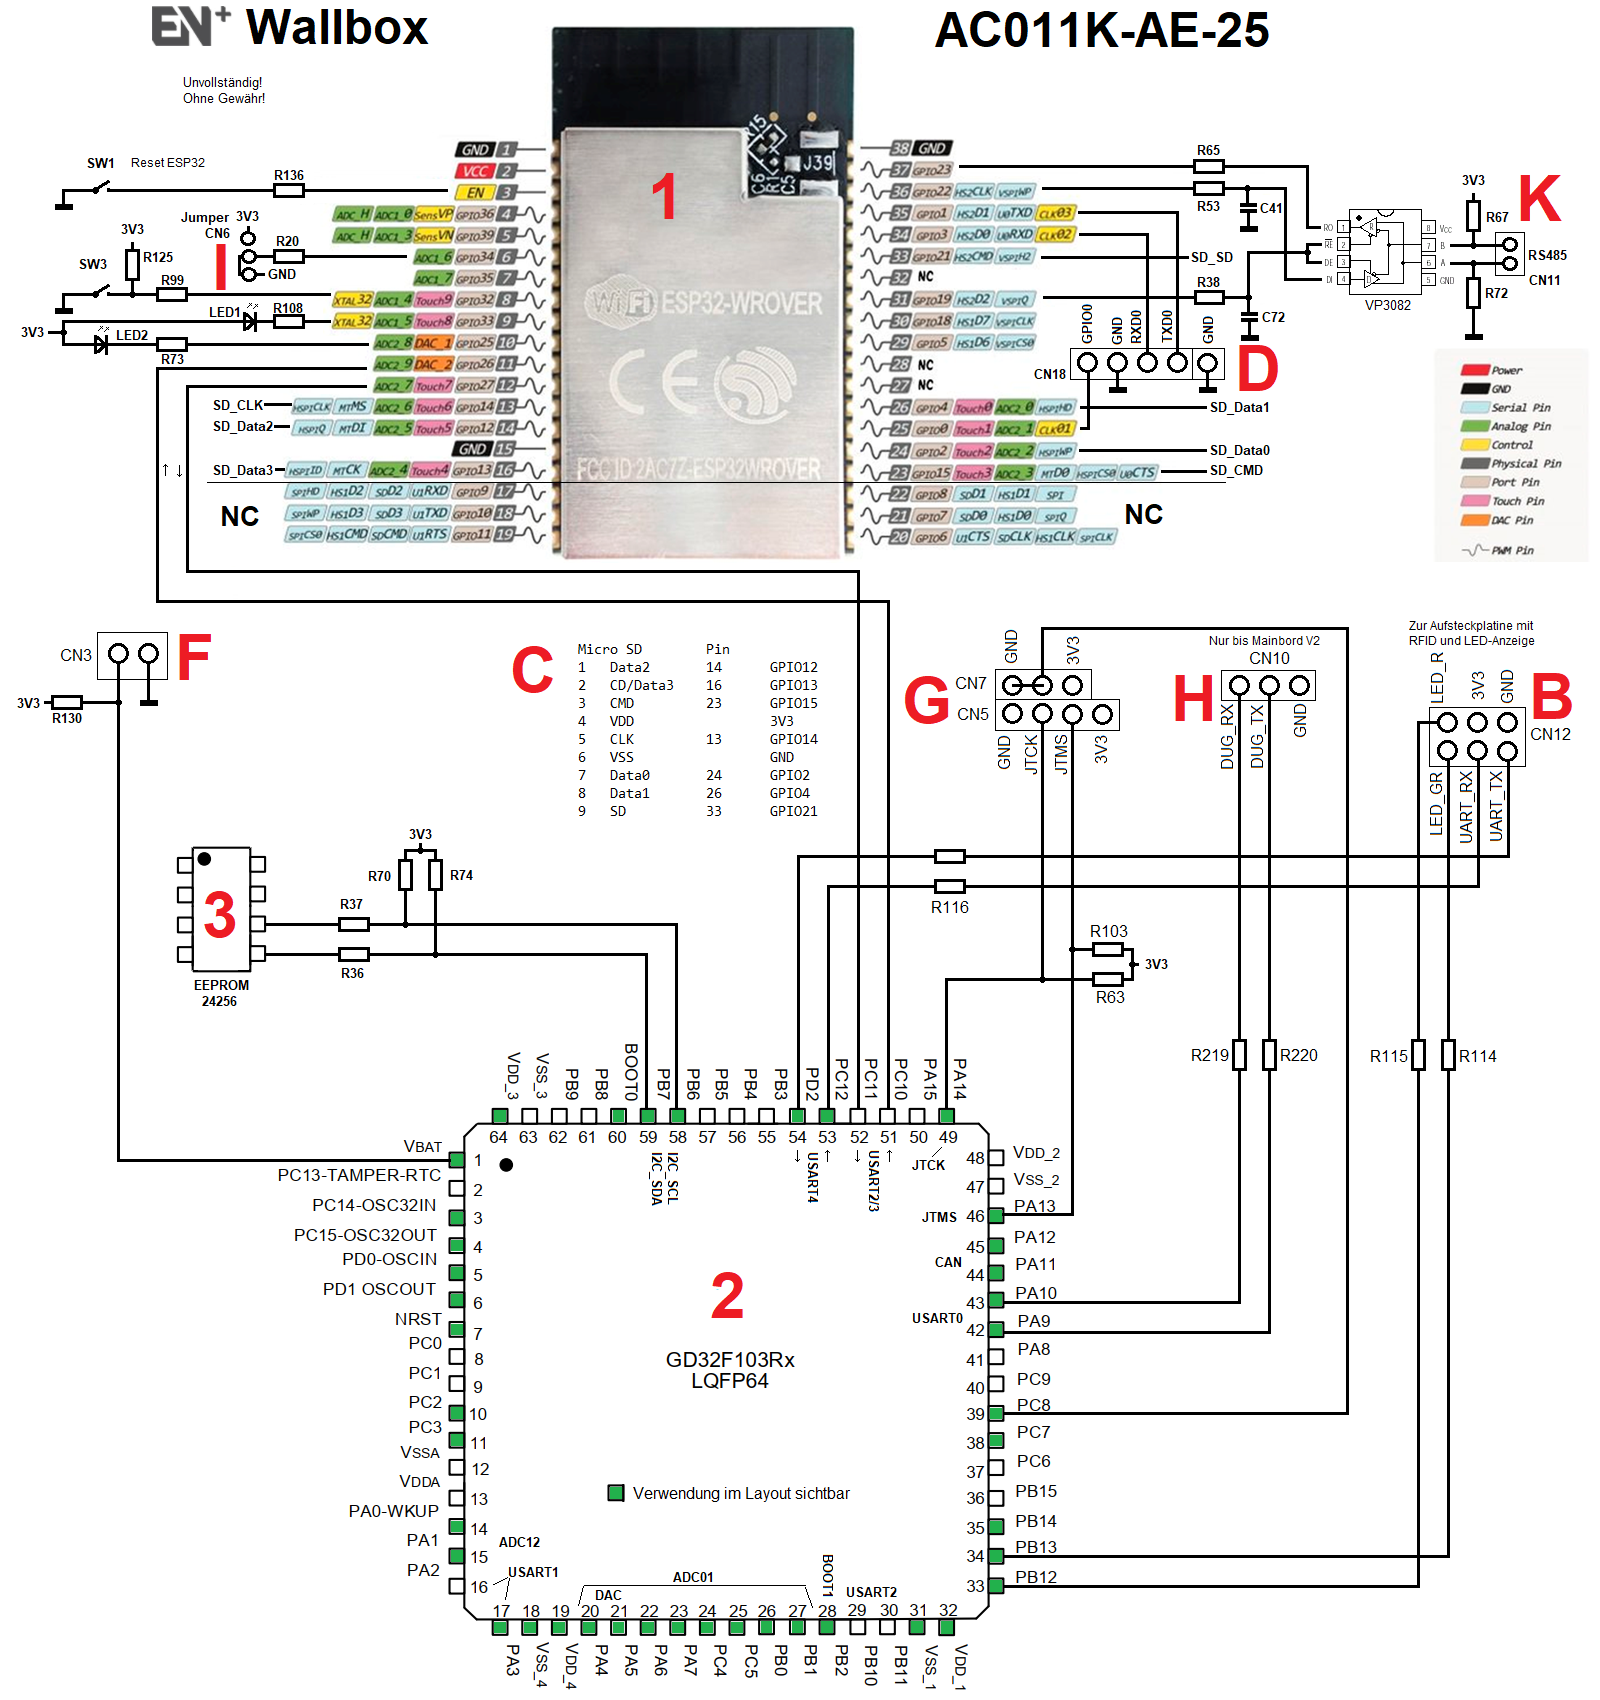 EN+ Wallbox
AC011K-AE-25
Unvollständig!
Ohne Gewähr!
SW1 Reset ESP32
R136
Jumper 3V3
CN6
I
R20
GND
3V3
R125
SW3
R99
LED1
R108
3V3
LED2
R73
SD_CLK
SD_Data2
SD_Data3
↑ ↓
NC
GND 1
VCC 2
EN 3
ADC_H ADC1_0 SensVP GPIO36 4
ADC_H ADC1_3 SensVN GPIO39 5
ADC1_6 GPIO34 6
ADC1_7 GPIO35 7
XTAL32 ADC1_4 Touch9 GPIO32 8
XTAL32 ADC1_5 Touch8 GPIO33 9
ADC2_8 DAC_1 GPIO25 10
ADC2_9 DAC_2 GPIO26 11
ADC2_7 Touch7 GPIO27 12
HSPICLK MTMS ADC2_6 Touch6 GPIO14 13
HSPIQ MTDI ADC2_5 Touch5 GPIO12 14
GND 15
HSPIID MTCK ADC2_4 Touch4 GPIO13 16
SPIHD HS1D2 SDD2 U1RXD GPIO9 17
SPIWP HS1D3 SDD3 U1TXD GPIO10 18
SPICS0 HS1CMD SDCMD U1RTS GPIO11 19
1
R15
J39
C6
C5
WiFi ESP32-WROVER
CE
FCC ID 2AC7Z-ESP32WROVER
38 GND
37 GPIO23
36 GPIO22 HS2CLK VSPIWP
35 GPIO1 HS2D1 U0TXD CLK03
34 GPIO3 HS2D0 U0RXD CLK02
33 GPIO21 HS2CMD VSPIHD
32 NC
31 GPIO19 HS2D2 VSPIQ
30 GPIO18 HS1D7 VSPICLK
29 GPIO5 HS1D6 VSPICS0
28 NC
27 NC
26 GPIO4 Touch0 ADC2_0 HSPIHD
25 GPIO0 Touch1 ADC2_1 CLK01
24 GPIO2 Touch2 ADC2_2 HSPIWP
23 GPIO15 Touch3 ADC2_3 MTDO HSPICS0 U0CTS
22 GPIO8 SDD1 HS1D1 SPI
21 GPIO7 SDD0 HS1D0 SPIQ
20 GPIO6 U1CTS SDCLK HS1CLK SPICLK
NC
R65
R53
C41
SD_SD
R38
C72
GPIO0
GND
RXD0
TXD0
GND
CN18
D
SD_Data1
SD_Data0
SD_CMD
3V3
K
R67
RO 1
RE 2
DE 3
DI 4
R
D
8 Vcc
7 B
6 A
5 GND
VP3082
RS485
CN11
R72
Power
GND
Serial Pin
Analog Pin
Control
Physical Pin
Port Pin
Touch Pin
DAC Pin
PWM Pin
CN3
F
3V3
R130
C
Micro SD Pin
1 Data2 14 GPIO12
2 CD/Data3 16 GPIO13
3 CMD 23 GPIO15
4 VDD 3V3
5 CLK 13 GPIO14
6 VSS GND
7 Data0 24 GPIO2
8 Data1 26 GPIO4
9 SD 33 GPIO21
GND
3V3
G
CN7
CN5
GND
JTCK
JTMS
3V3
Nur bis Mainbord V2
CN10
H
DUG_RX
DUG_TX
GND
Zur Aufsteckplatine mit
RFID und LED-Anzeige
LED_R
3V3
GND
B
CN12
LED_GR
UART_RX
UART_TX
3V3
R70
R74
3
R37
R36
EEPROM
24256
R116
R103
3V3
R63
R219
R220
R115
R114
VDD_3
VSS_3
PB9
PB8
BOOT0
PB7
PB6
PB5
PB4
PB3
PD2
PC12
PC11
PC10
PA15
PA14
64 63 62 61 60 59 58 57 56 55 54 53 52 51 50 49
I2C_SDA
I2C_SCL
↓ USART4 ↑
↓ USART2/3 ↑
JTCK
VBAT 1
PC13-TAMPER-RTC 2
PC14-OSC32IN 3
PC15-OSC32OUT 4
PD0-OSCIN 5
PD1 OSCOUT 6
NRST 7
PC0 8
PC1 9
PC2 10
PC3 11
VSSA 12
VDDA 13
PA0-WKUP 14
PA1 15
PA2 16
ADC12
USART1
48 VDD_2
47 VSS_2
JTMS 46 PA13
45 PA12
CAN
44 PA11
43 PA10
USART0
42 PA9
41 PA8
40 PC9
39 PC8
38 PC7
37 PC6
36 PB15
35 PB14
34 PB13
33 PB12
2
GD32F103Rx
LQFP64
Verwendung im Layout sichtbar
DAC
ADC01
BOOT1
USART2
17 18 19 20 21 22 23 24 25 26 27 28 29 30 31 32
PA3
VSS_4
VDD_4
PA4
PA5
PA6
PA7
PC4
PC5
PB0
PB1
PB2
PB10
PB11
VSS_1
VDD_1